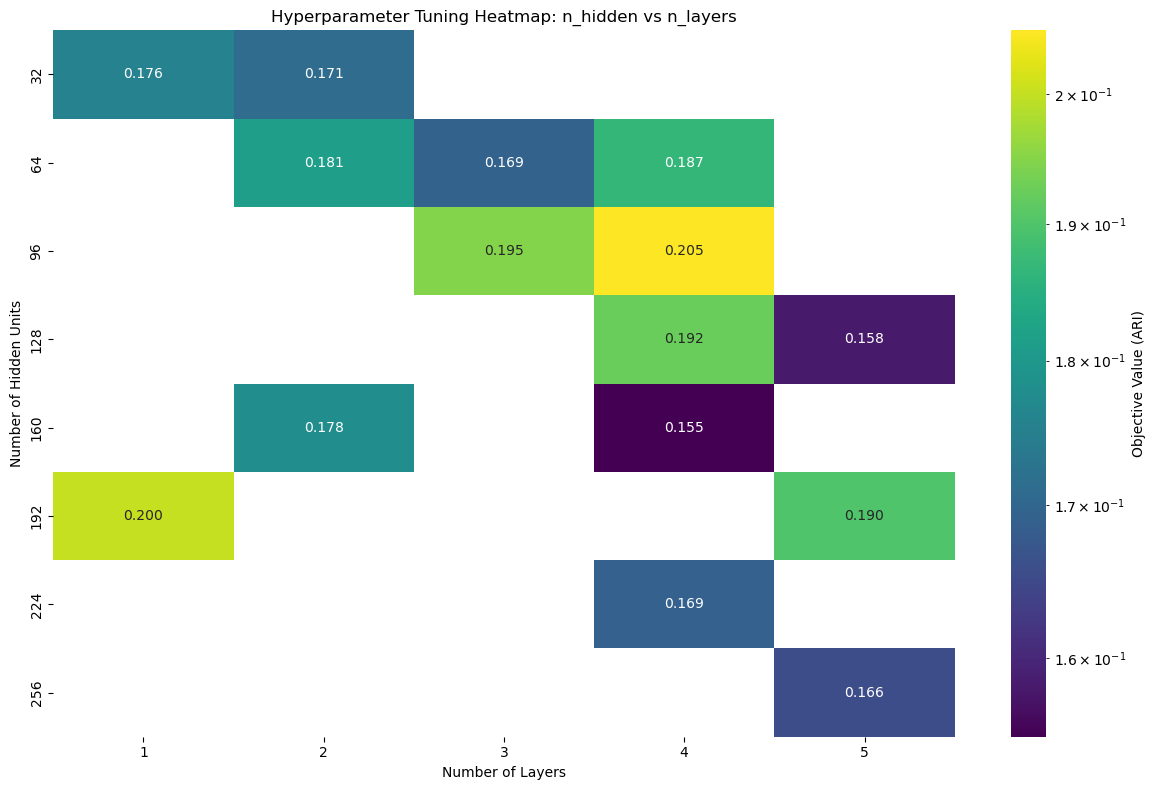 Hyperparameter Tuning Heatmap: n_hidden vs n_layers
Number of Hidden Units
32 0.176 0.171
64 0.181 0.169 0.187
96 0.195 0.205
128 0.192 0.158
160 0.178 0.155
192 0.200 0.190
224 0.169
256 0.166
1 2 3 4 5
Number of Layers
2 × 10⁻¹
1.9 × 10⁻¹
1.8 × 10⁻¹
1.7 × 10⁻¹
1.6 × 10⁻¹
Objective Value (ARI)